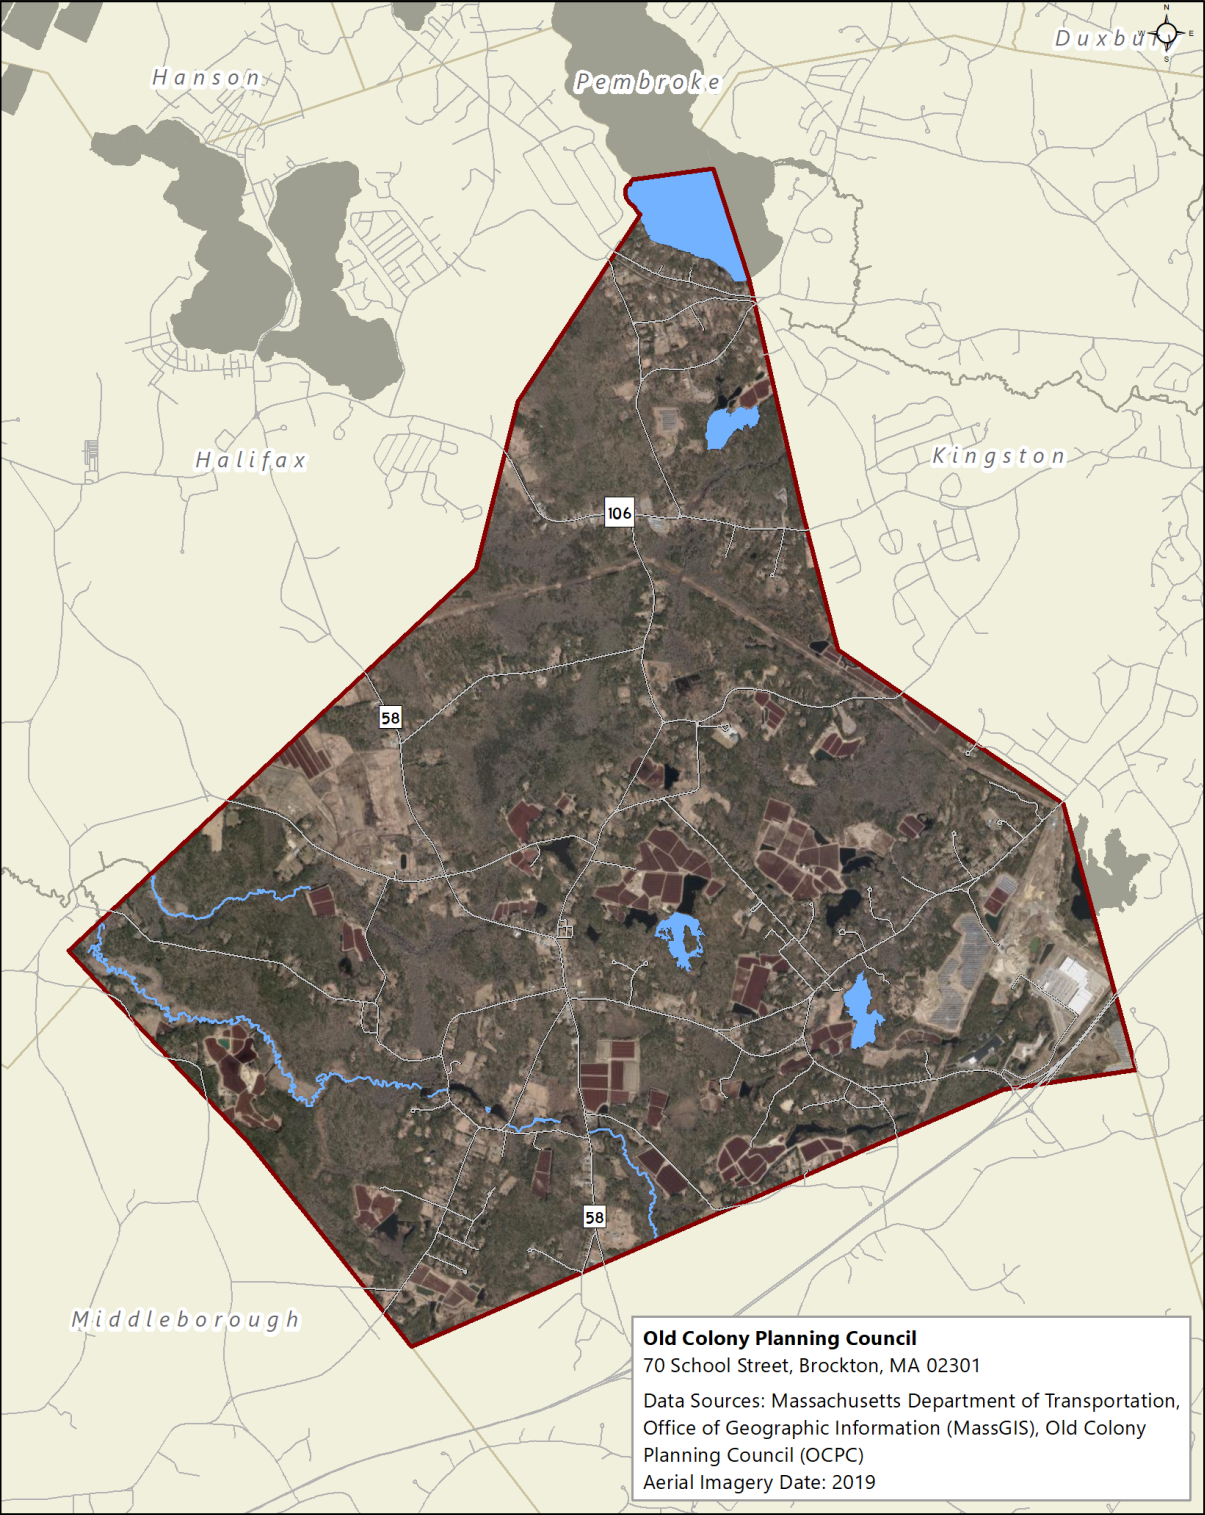 N
W E
S
Duxbury
Hanson
Pembroke
Halifax
Kingston
106
58
58
Middleborough
Old Colony Planning Council
70 School Street, Brockton, MA 02301
Data Sources: Massachusetts Department of Transportation,
Office of Geographic Information (MassGIS), Old Colony
Planning Council (OCPC)
Aerial Imagery Date: 2019